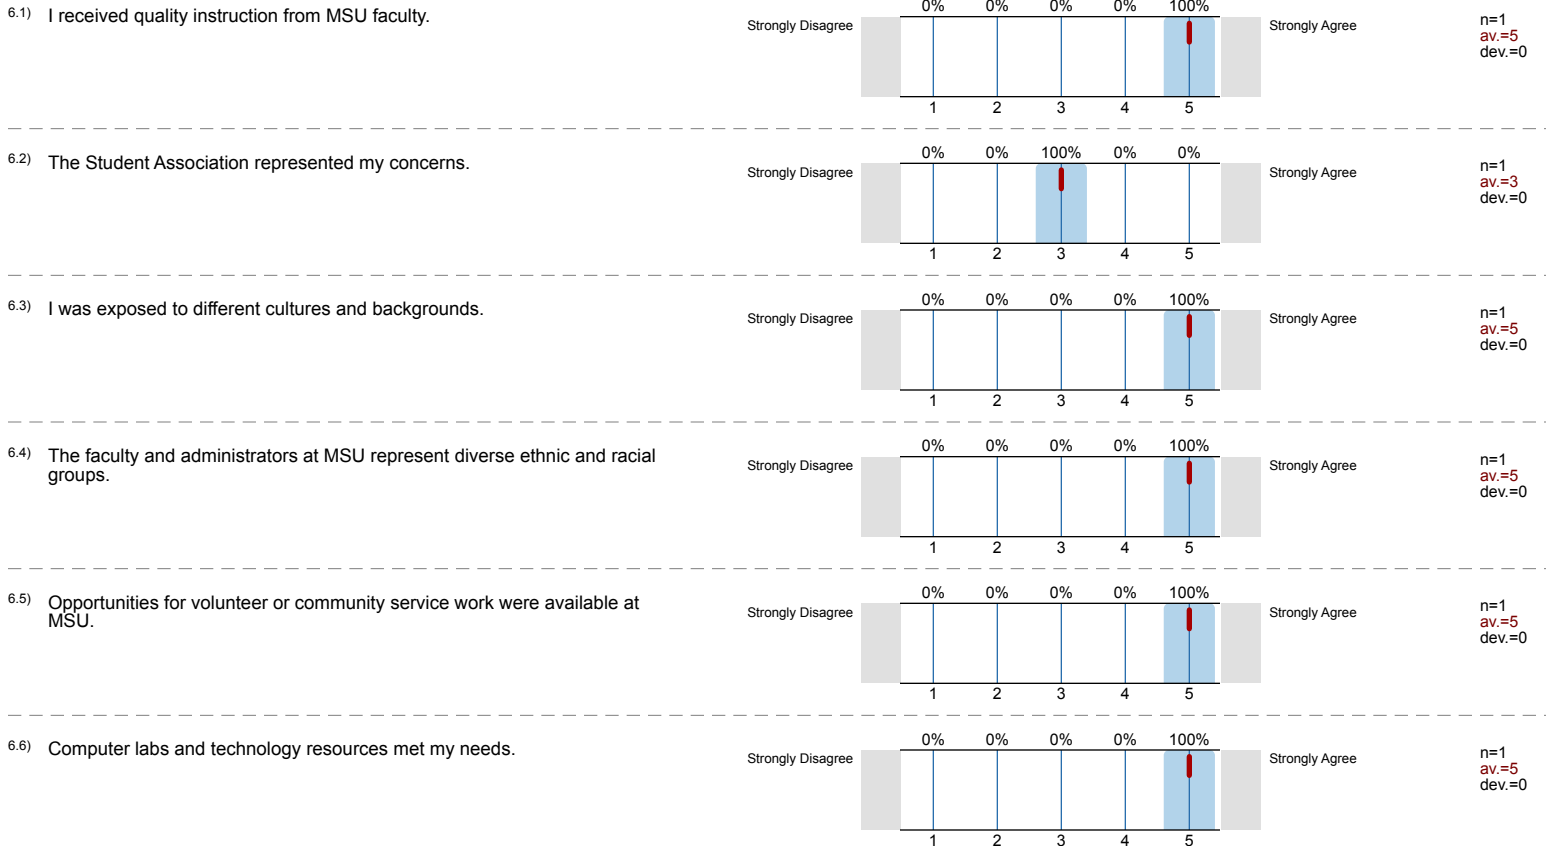 6.1) I received quality instruction from MSU faculty.
0% 0% 0% 0% 100%
Strongly Disagree Strongly Agree
n=1
av.=5
dev.=0
1 2 3 4 5
6.2) The Student Association represented my concerns.
0% 0% 100% 0% 0%
Strongly Disagree Strongly Agree
n=1
av.=3
dev.=0
1 2 3 4 5
6.3) I was exposed to different cultures and backgrounds.
0% 0% 0% 0% 100%
Strongly Disagree Strongly Agree
n=1
av.=5
dev.=0
1 2 3 4 5
6.4) The faculty and administrators at MSU represent diverse ethnic and racial
groups.
0% 0% 0% 0% 100%
Strongly Disagree Strongly Agree
n=1
av.=5
dev.=0
1 2 3 4 5
6.5) Opportunities for volunteer or community service work were available at
MSU.
0% 0% 0% 0% 100%
Strongly Disagree Strongly Agree
n=1
av.=5
dev.=0
1 2 3 4 5
6.6) Computer labs and technology resources met my needs.
0% 0% 0% 0% 100%
Strongly Disagree Strongly Agree
n=1
av.=5
dev.=0
1 2 3 4 5